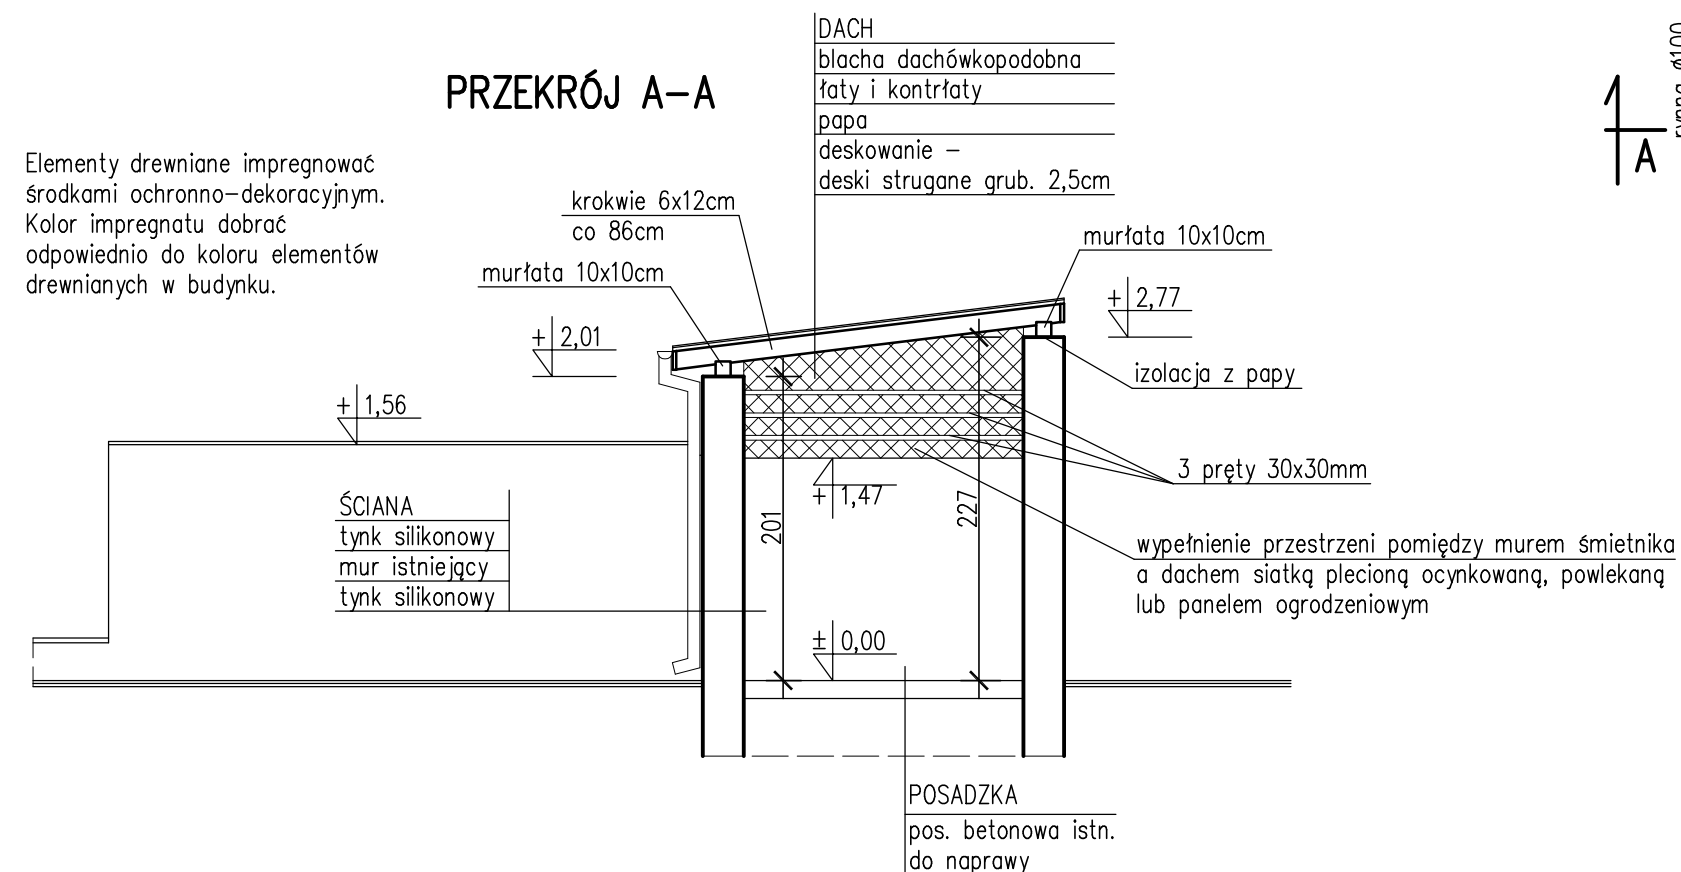 PRZEKRÓJ A-A
Elementy drewniane impregnować
środkami ochronno-dekoracyjnym.
Kolor impregnatu dobrać
odpowiednio do koloru elementów
drewnianych w budynku.
DACH
blacha dachówkopodobna
łaty i kontrłaty
papa
deskowanie -
deski strugane grub. 2,5cm
krokwie 6x12cm
co 86cm
murłata 10x10cm
murłata 10x10cm
+ 2,01
+ 2,77
+ 1,56
izolacja z papy
3 pręty 30x30mm
+ 1,47
201
227
ŚCIANA
tynk silikonowy
mur istniejący
tynk silikonowy
wypełnienie przestrzeni pomiędzy murem śmietnika
a dachem siatką plecioną ocynkowaną, powlekaną
lub panelem ogrodzeniowym
± 0,00
POSADZKA
pos. betonowa istn.
do naprawy
A
rynna ø100